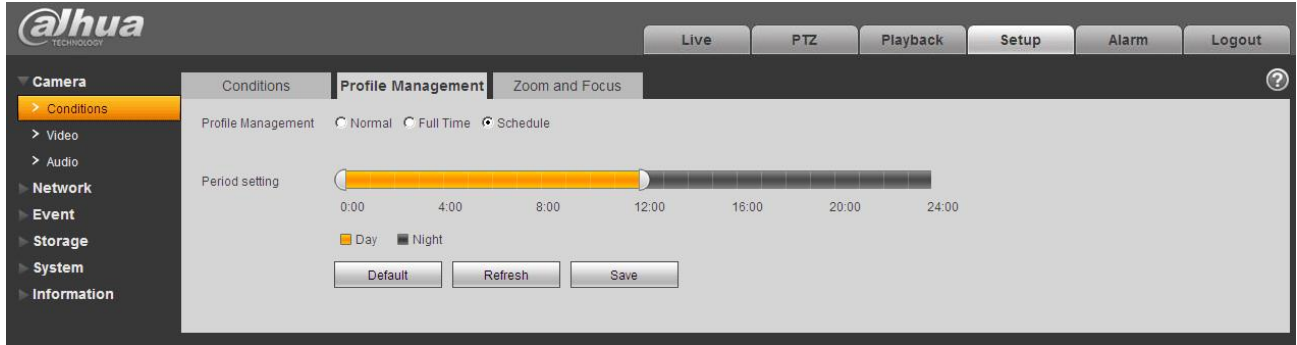 alhua
TECHNOLOGY
Live PTZ Playback Setup Alarm Logout
Camera
Conditions
Video
Audio
Network
Event
Storage
System
Information
Conditions Profile Management Zoom and Focus
?
Profile Management Normal Full Time Schedule
Period setting
0:00 4:00 8:00 12:00 16:00 20:00 24:00
Day Night
Default Refresh Save